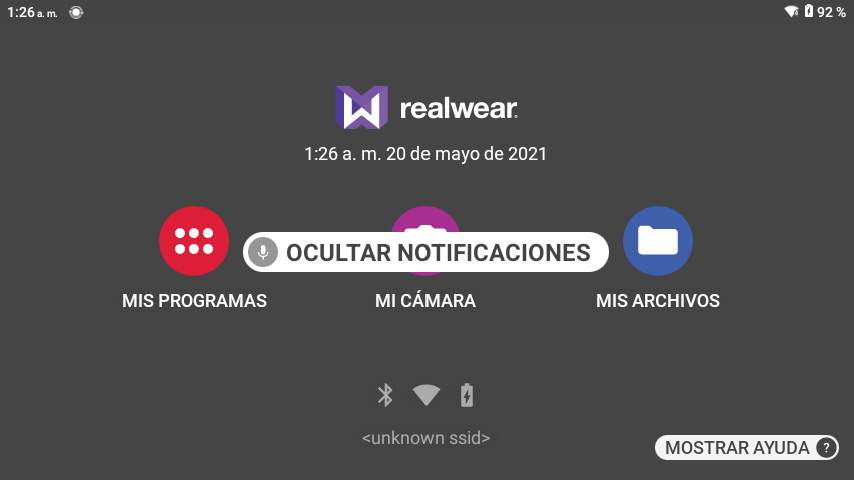 1:26 a. m.
92 %
realwear
1:26 a. m. 20 de mayo de 2021
OCULTAR NOTIFICACIONES
MIS PROGRAMAS
MI CÁMARA
MIS ARCHIVOS
<unknown ssid>
MOSTRAR AYUDA ?